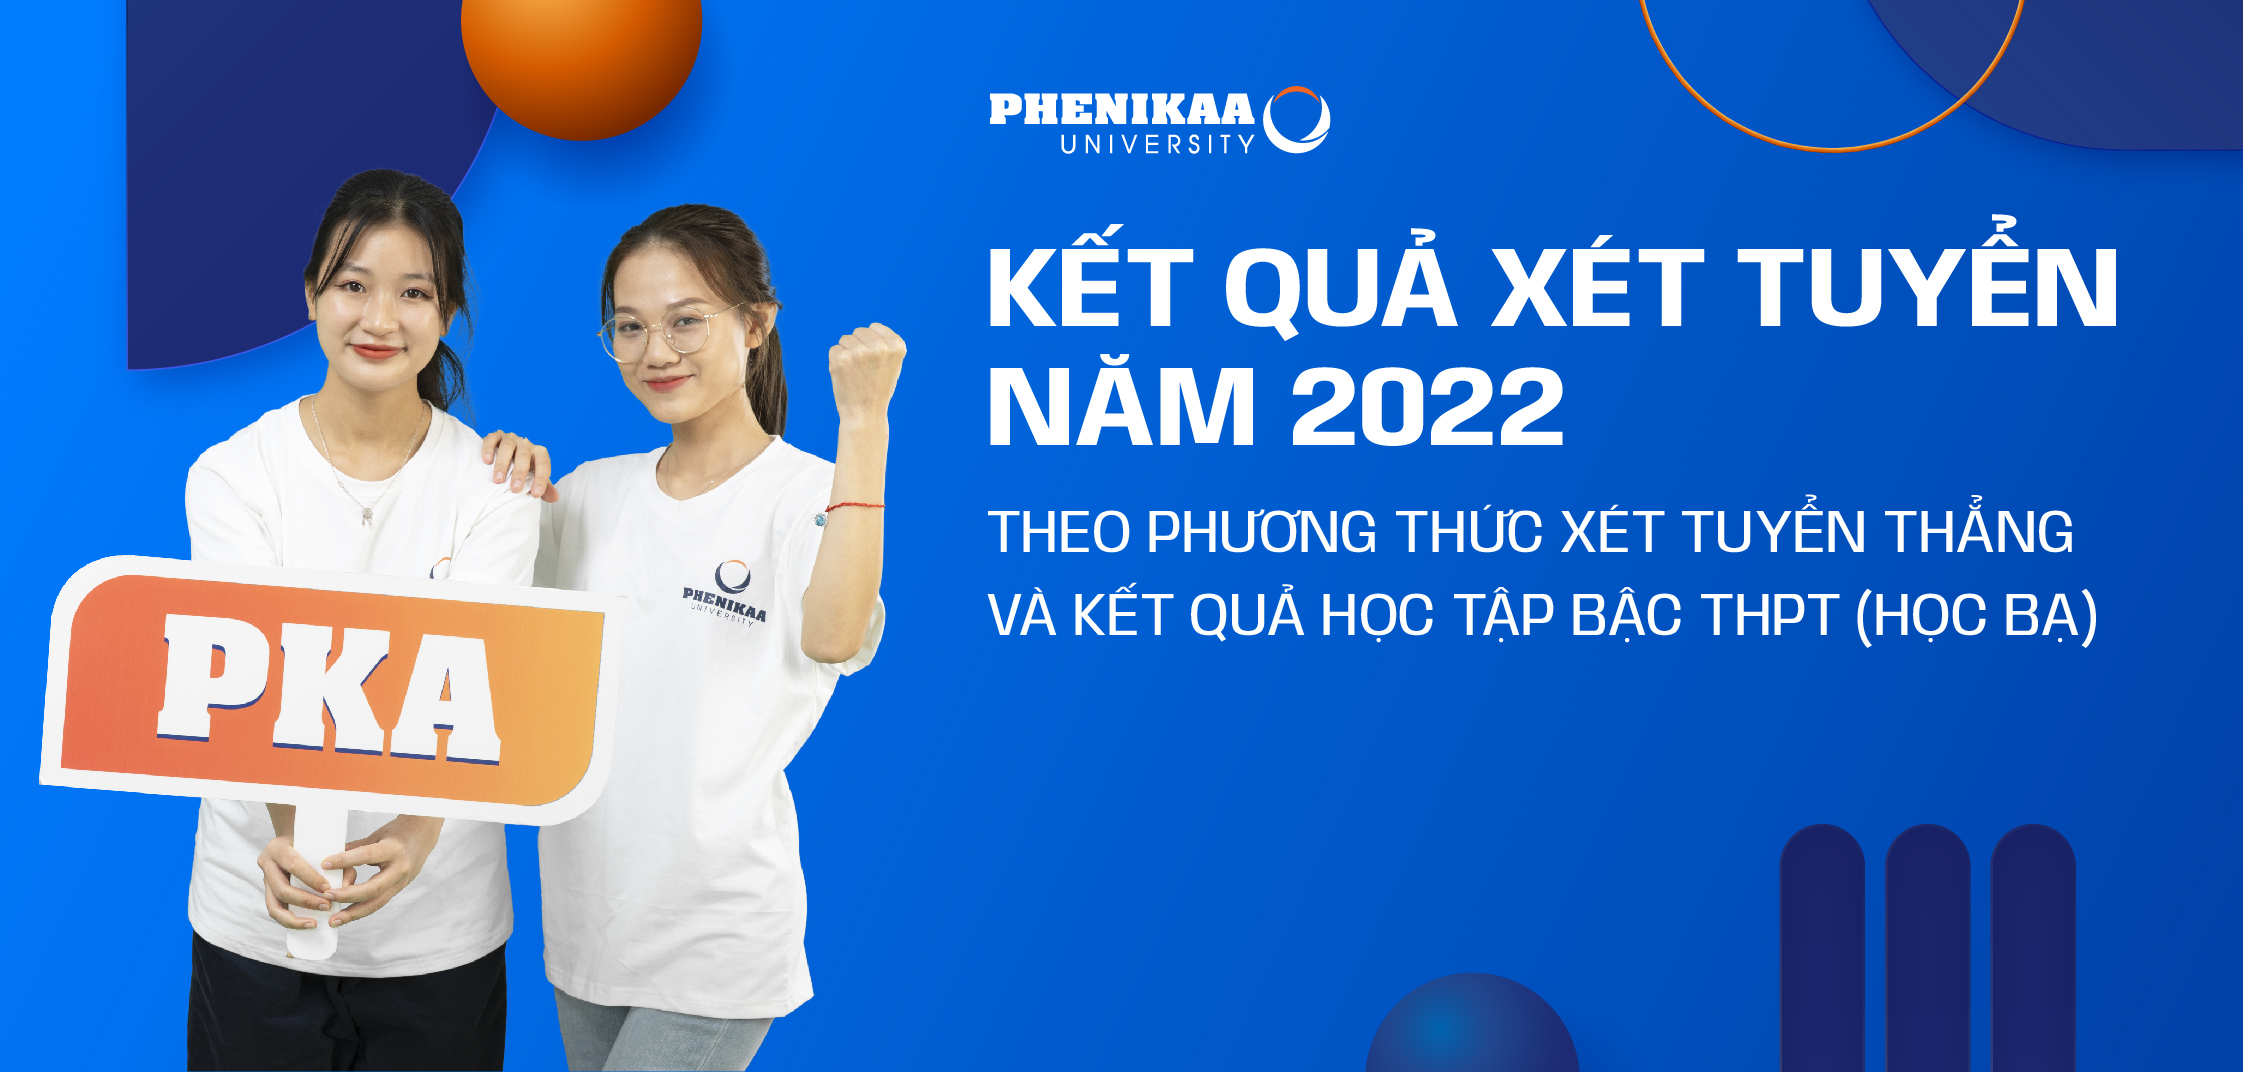 PHENIKAA
UNIVERSITY
KẾT QUẢ XÉT TUYỂN
NĂM 2022
THEO PHƯƠNG THỨC XÉT TUYỂN THẲNG
VÀ KẾT QUẢ HỌC TẬP BẬC THPT (HỌC BẠ)
PHENIKAA
UNIVERSITY
PKA